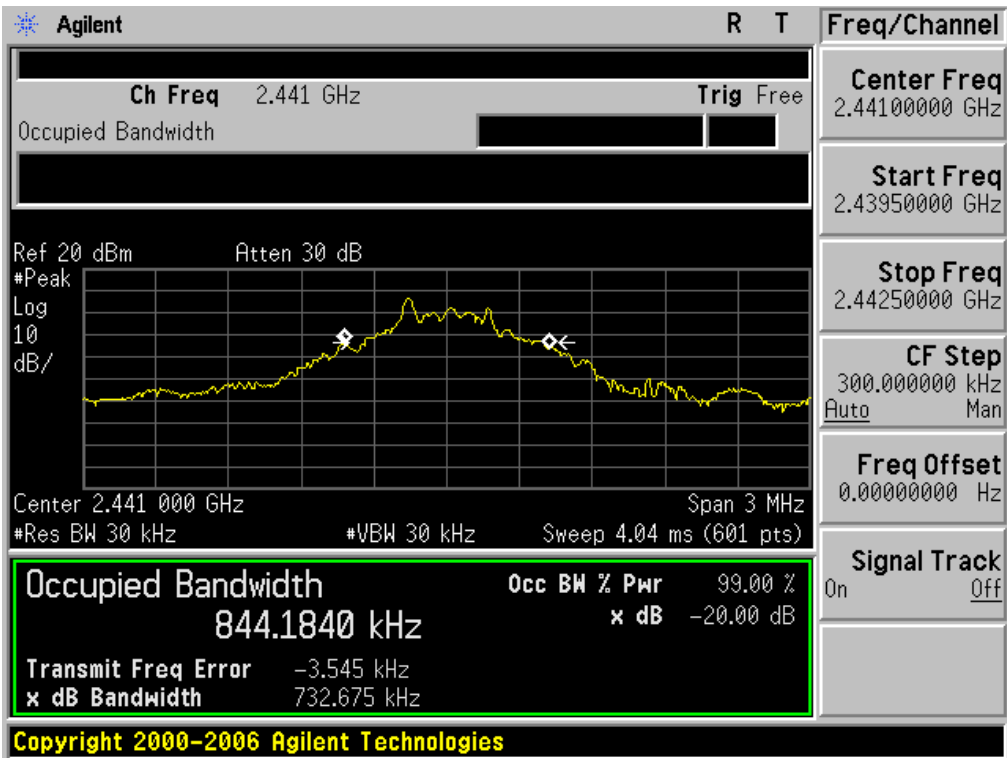 Agilent R T
Ch Freq 2.441 GHz Trig Free
Occupied Bandwidth
Ref 20 dBm Atten 30 dB
#Peak
Log
10
dB/
Center 2.441 000 GHz Span 3 MHz
#Res BW 30 kHz #VBW 30 kHz Sweep 4.04 ms (601 pts)
Occupied Bandwidth Occ BW % Pwr 99.00 %
844.1840 kHz x dB -20.00 dB
Transmit Freq Error -3.545 kHz
x dB Bandwidth 732.675 kHz
Copyright 2000-2006 Agilent Technologies
Freq/Channel
Center Freq
2.44100000 GHz
Start Freq
2.43950000 GHz
Stop Freq
2.44250000 GHz
CF Step
300.000000 kHz
Auto Man
Freq Offset
0.00000000 Hz
Signal Track
On Off